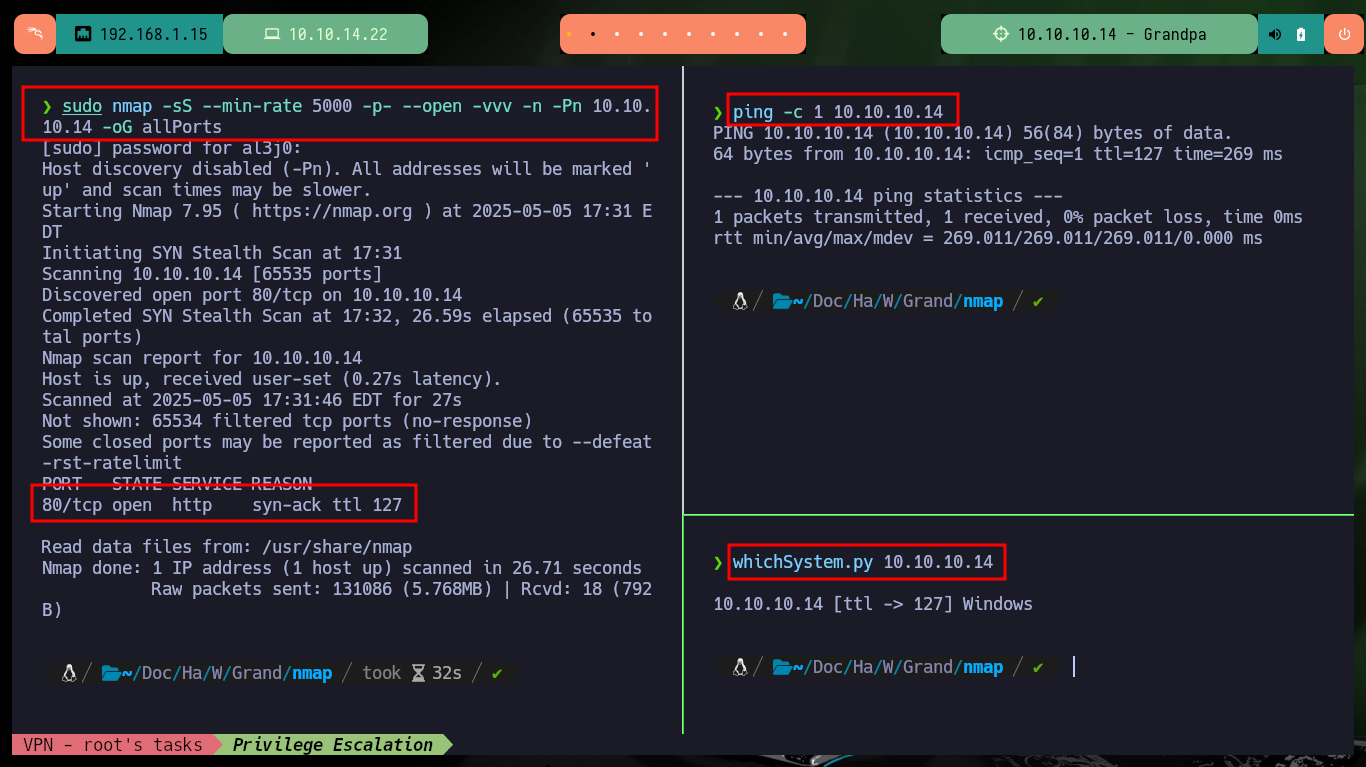 192.168.1.15
10.10.14.22
10.10.10.14 - Grandpa
❯ sudo nmap -sS --min-rate 5000 -p- --open -vvv -n -Pn 10.10.
10.14 -oG allPorts
[sudo] password for al3j0:
Host discovery disabled (-Pn). All addresses will be marked '
up' and scan times may be slower.
Starting Nmap 7.95 ( https://nmap.org ) at 2025-05-05 17:31 E
DT
Initiating SYN Stealth Scan at 17:31
Scanning 10.10.10.14 [65535 ports]
Discovered open port 80/tcp on 10.10.10.14
Completed SYN Stealth Scan at 17:32, 26.59s elapsed (65535 to
tal ports)
Nmap scan report for 10.10.10.14
Host is up, received user-set (0.27s latency).
Scanned at 2025-05-05 17:31:46 EDT for 27s
Not shown: 65534 filtered tcp ports (no-response)
Some closed ports may be reported as filtered due to --defeat
-rst-ratelimit
PORT   STATE SERVICE REASON
80/tcp open  http    syn-ack ttl 127
Read data files from: /usr/share/nmap
Nmap done: 1 IP address (1 host up) scanned in 26.71 seconds
Raw packets sent: 131086 (5.768MB) | Rcvd: 18 (792
B)
/ ~/Doc/Ha/W/Grand/nmap / took 32s / ✔
❯ ping -c 1 10.10.10.14
PING 10.10.10.14 (10.10.10.14) 56(84) bytes of data.
64 bytes from 10.10.10.14: icmp_seq=1 ttl=127 time=269 ms
--- 10.10.10.14 ping statistics ---
1 packets transmitted, 1 received, 0% packet loss, time 0ms
rtt min/avg/max/mdev = 269.011/269.011/269.011/0.000 ms
/ ~/Doc/Ha/W/Grand/nmap / ✔
❯ whichSystem.py 10.10.10.14
10.10.10.14 [ttl -> 127] Windows
/ ~/Doc/Ha/W/Grand/nmap / ✔
VPN - root's tasks
Privilege Escalation